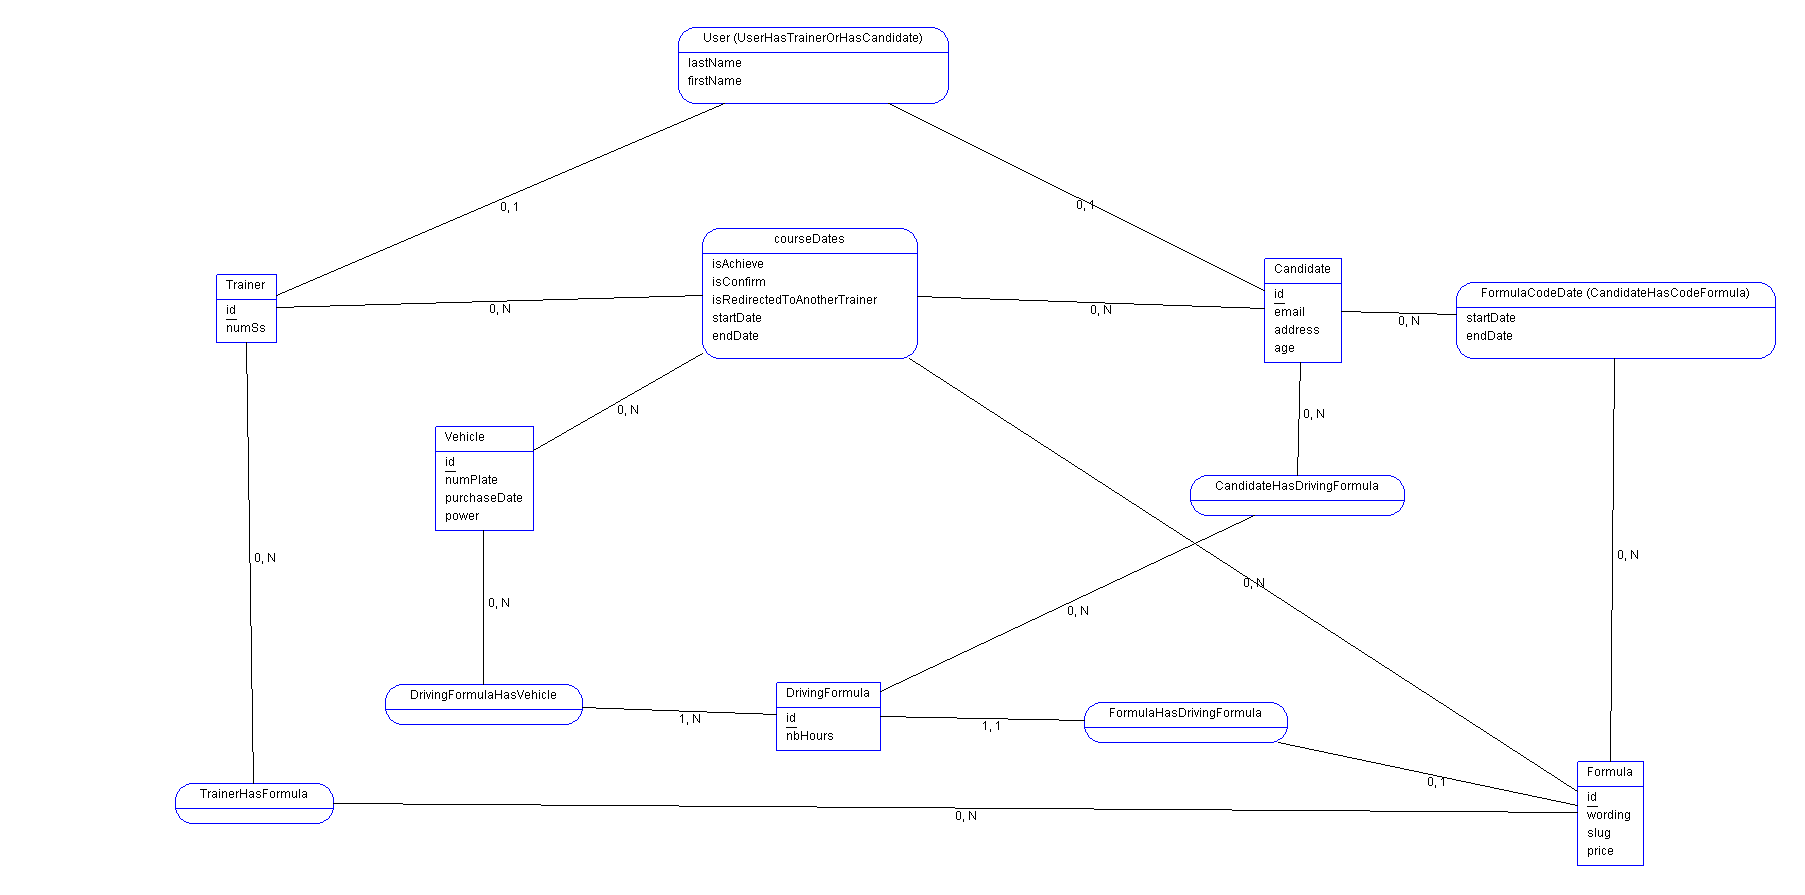 User (UserHasTrainerOrHasCandidate)
lastName
firstName
0, 1
0, 1
courseDates
isAchieve
isConfirm
isRedirectedToAnotherTrainer
startDate
endDate
Trainer
id
numSs
0, N
0, N
Candidate
id
email
address
age
0, N
FormulaCodeDate (CandidateHasCodeFormula)
startDate
endDate
0, N
0, N
Vehicle
id
numPlate
purchaseDate
power
CandidateHasDrivingFormula
0, N
0, N
0, N
0, N
0, N
DrivingFormulaHasVehicle
1, N
DrivingFormula
id
nbHours
1, 1
FormulaHasDrivingFormula
0, 1
TrainerHasFormula
0, N
Formula
id
wording
slug
price